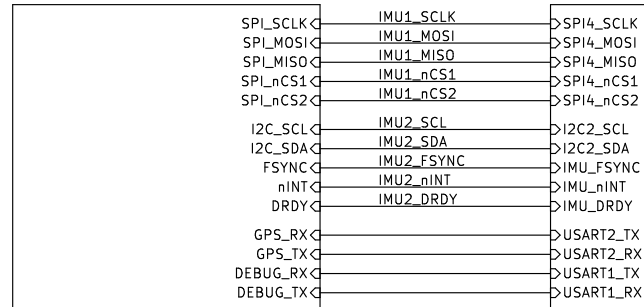 SPI_SCLK IMU1_SCLK SPI4_SCLK
SPI_MOSI IMU1_MOSI SPI4_MOSI
SPI_MISO IMU1_MISO SPI4_MISO
SPI_nCS1 IMU1_nCS1 SPI4_nCS1
SPI_nCS2 IMU1_nCS2 SPI4_nCS2
I2C_SCL IMU2_SCL I2C2_SCL
I2C_SDA IMU2_SDA I2C2_SDA
FSYNC IMU2_FSYNC IMU_FSYNC
nINT IMU2_nINT IMU_nINT
DRDY IMU2_DRDY IMU_DRDY
GPS_RX USART2_TX
GPS_TX USART2_RX
DEBUG_RX USART1_TX
DEBUG_TX USART1_RX